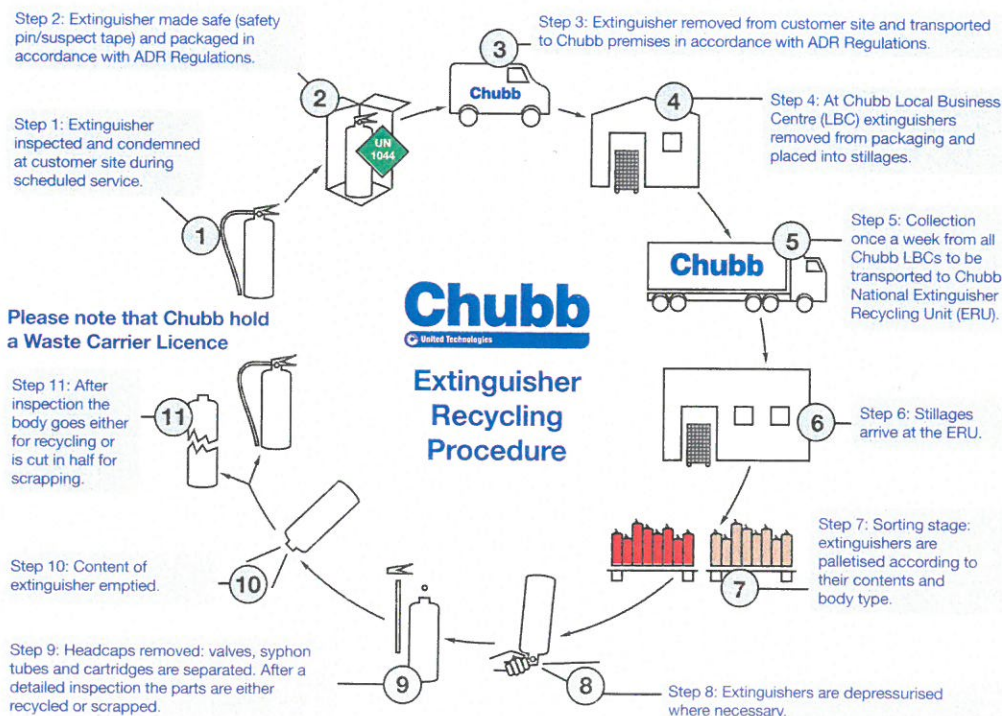 Step 2: Extinguisher made safe (safety
pin/suspect tape) and packaged in
accordance with ADR Regulations.
Step 3: Extinguisher removed from customer site and transported
to Chubb premises in accordance with ADR Regulations.
3
Chubb
2
UN
1044
4
Step 4: At Chubb Local Business
Centre (LBC) extinguishers
removed from packaging and
placed into stillages.
Step 1: Extinguisher
inspected and condemned
at customer site during
scheduled service.
1
5
Chubb
Step 5: Collection
once a week from all
Chubb LBCs to be
transported to Chubb
National Extinguisher
Recycling Unit (ERU).
Please note that Chubb hold
a Waste Carrier Licence
Chubb
United Technologies
Extinguisher
Recycling
Procedure
6
Step 6: Stillages
arrive at the ERU.
Step 11: After
inspection the
body goes either
for recycling or
is cut in half for
scrapping.
11
7
Step 7: Sorting stage:
extinguishers are
palletised according to
their contents and
body type.
Step 10: Content of
extinguisher emptied.
10
Step 9: Headcaps removed: valves, syphon
tubes and cartridges are separated. After a
detailed inspection the parts are either
recycled or scrapped.
9
8
Step 8: Extinguishers are depressurised
where necessary.